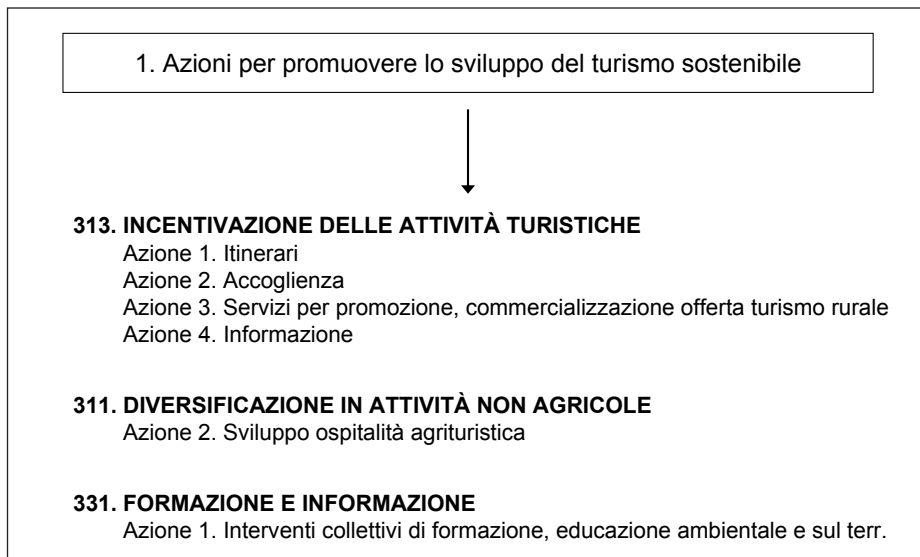 1. Azioni per promuovere lo sviluppo del turismo sostenibile
313. INCENTIVAZIONE DELLE ATTIVITÀ TURISTICHE
Azione 1. Itinerari
Azione 2. Accoglienza
Azione 3. Servizi per promozione, commercializzazione offerta turismo rurale
Azione 4. Informazione
311. DIVERSIFICAZIONE IN ATTIVITÀ NON AGRICOLE
Azione 2. Sviluppo ospitalità agrituristica
331. FORMAZIONE E INFORMAZIONE
Azione 1. Interventi collettivi di formazione, educazione ambientale e sul terr.